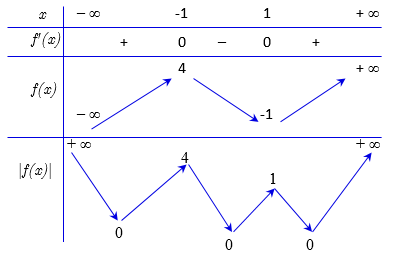 x − ∞ -1 1 + ∞
f'(x) + 0 − 0 +
4 + ∞
f(x)
− ∞ -1
+ ∞ + ∞
|f(x)| 4 1
0 0 0